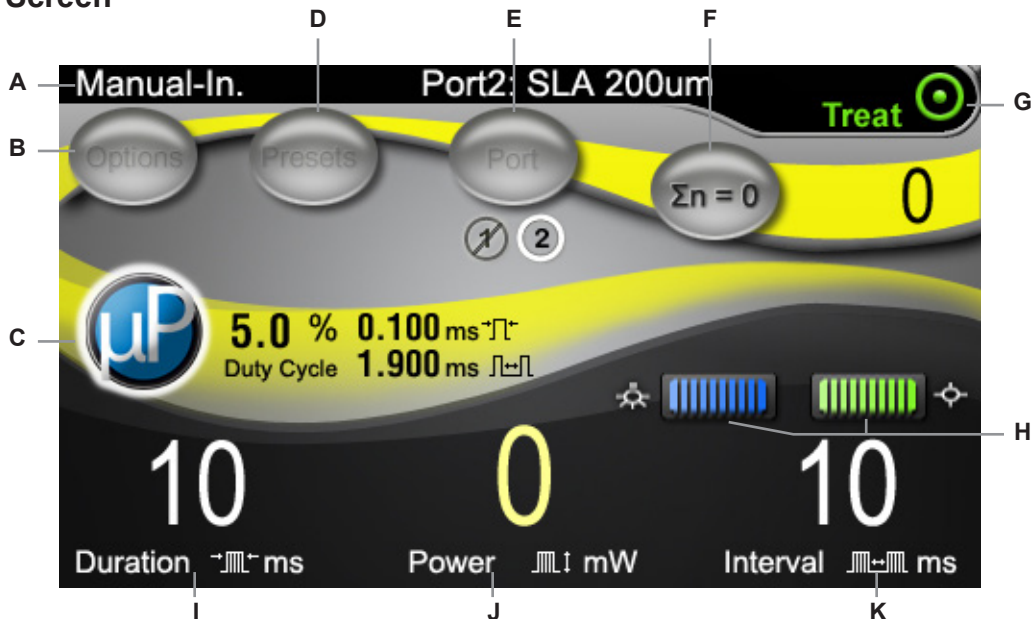 Screen
D E F
A Manual-In. Port2: SLA 200um Treat G
B Options Presets Port Σn = 0 0
1 2
C µP 5.0 % 0.100 ms
Duty Cycle 1.900 ms
H
10 0 10
Duration ms Power mW Interval ms
I J K